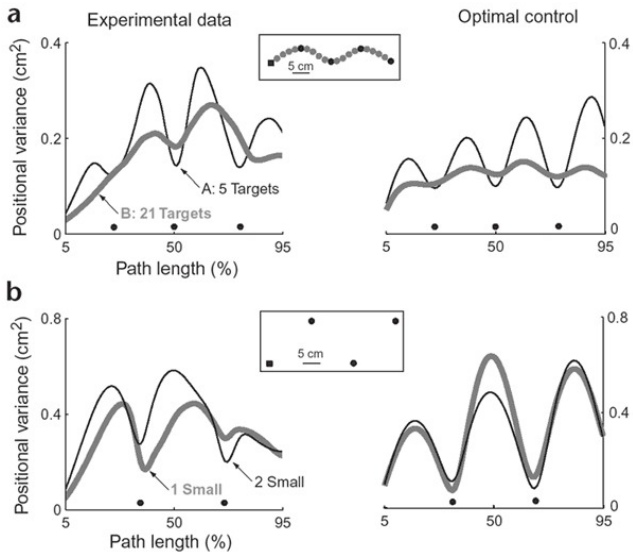 a
Experimental data
Optimal control
Positional variance (cm2)
0.4
0.2
0
5 cm
A: 5 Targets
B: 21 Targets
5 50 95
Path length (%)
0.4
0.2
0
5 50 95
b
Positional variance (cm2)
0.8
0.4
0
5 cm
1 Small
2 Small
5 50 95
Path length (%)
0.8
0.4
0
5 50 95